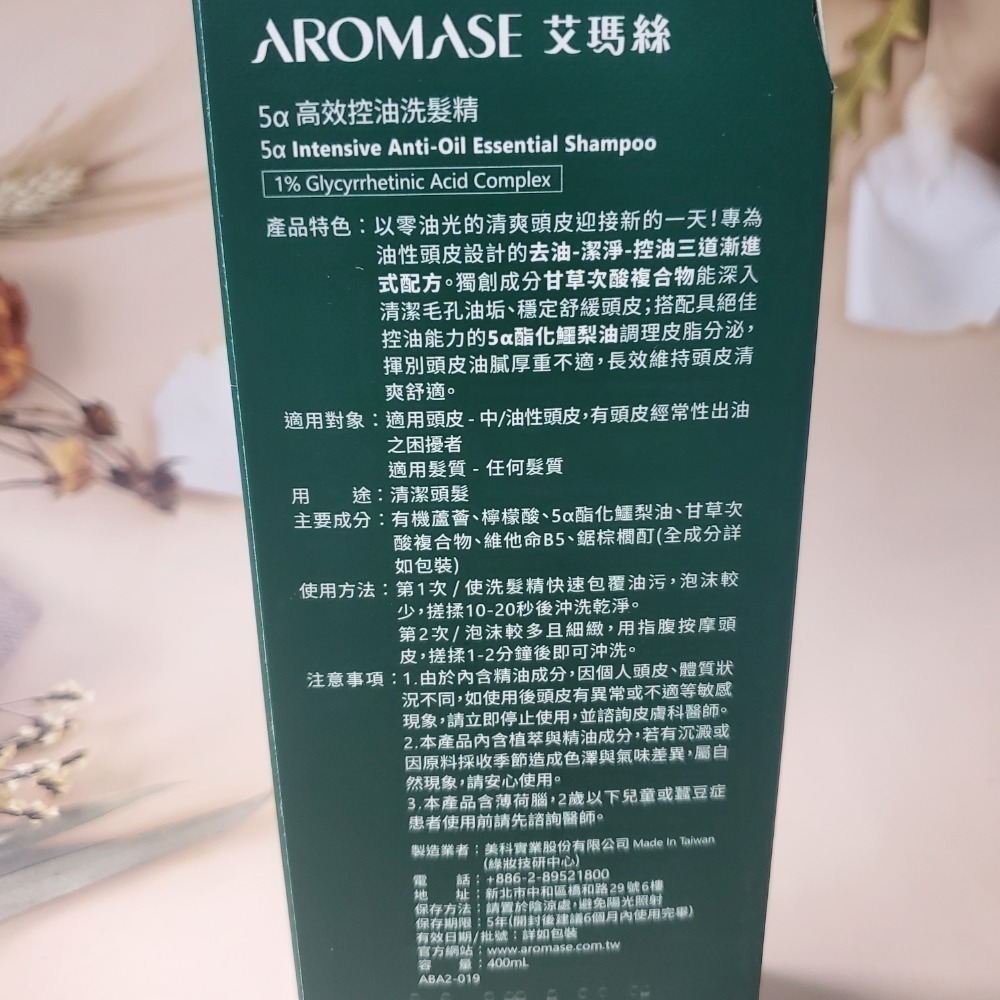 AROMASE 艾瑪絲
5α 高效控油洗髮精
5α Intensive Anti-Oil Essential Shampoo
1% Glycyrrhetinic Acid Complex
產品特色：以零油光的清爽頭皮迎接新的一天！專為
油性頭皮設計的去油-潔淨-控油三道漸進
式配方。獨創成分甘草次酸複合物能深入
清潔毛孔油垢、穩定舒緩頭皮；搭配具絕佳
控油能力的5α酯化鱷梨油調理皮脂分泌，
揮別頭皮油膩厚重不適，長效維持頭皮清
爽舒適。
適用對象：適用頭皮 - 中/油性頭皮，有頭皮經常性出油
之困擾者
適用髮質 - 任何髮質
用　　途：清潔頭髮
主要成分：有機蘆薈、檸檬酸、5α酯化鱷梨油、甘草次
酸複合物、維他命B5、鋸棕櫚酊(全成分詳
如包裝)
使用方法：第1次 / 使洗髮精快速包覆油污，泡沫較
少，搓揉10-20秒後沖洗乾淨。
第2次 / 泡沫較多且細緻，用指腹按摩頭
皮，搓揉1-2分鐘後即可沖洗。
注意事項：1.由於內含精油成分，因個人頭皮、體質狀
況不同，如使用後頭皮有異常或不適等敏感
現象，請立即停止使用，並諮詢皮膚科醫師。
2.本產品內含植萃與精油成分，若有沉澱或
因原料採收季節造成色澤與氣味差異，屬自
然現象，請安心使用。
3.本產品含薄荷腦，2歲以下兒童或蠶豆症
患者使用前請先諮詢醫師。
製造業者：美科實業股份有限公司 Made In Taiwan
(綠妝技研中心)
電　　話：+886-2-89521800
地　　址：新北市中和區橋和路29號6樓
保存方法：請置於陰涼處，避免陽光照射
保存期限：5年(開封後建議6個月內使用完畢)
有效日期/批號：詳如包裝
官方網站：www.aromase.com.tw
容　　量：400mL
ABA2-019